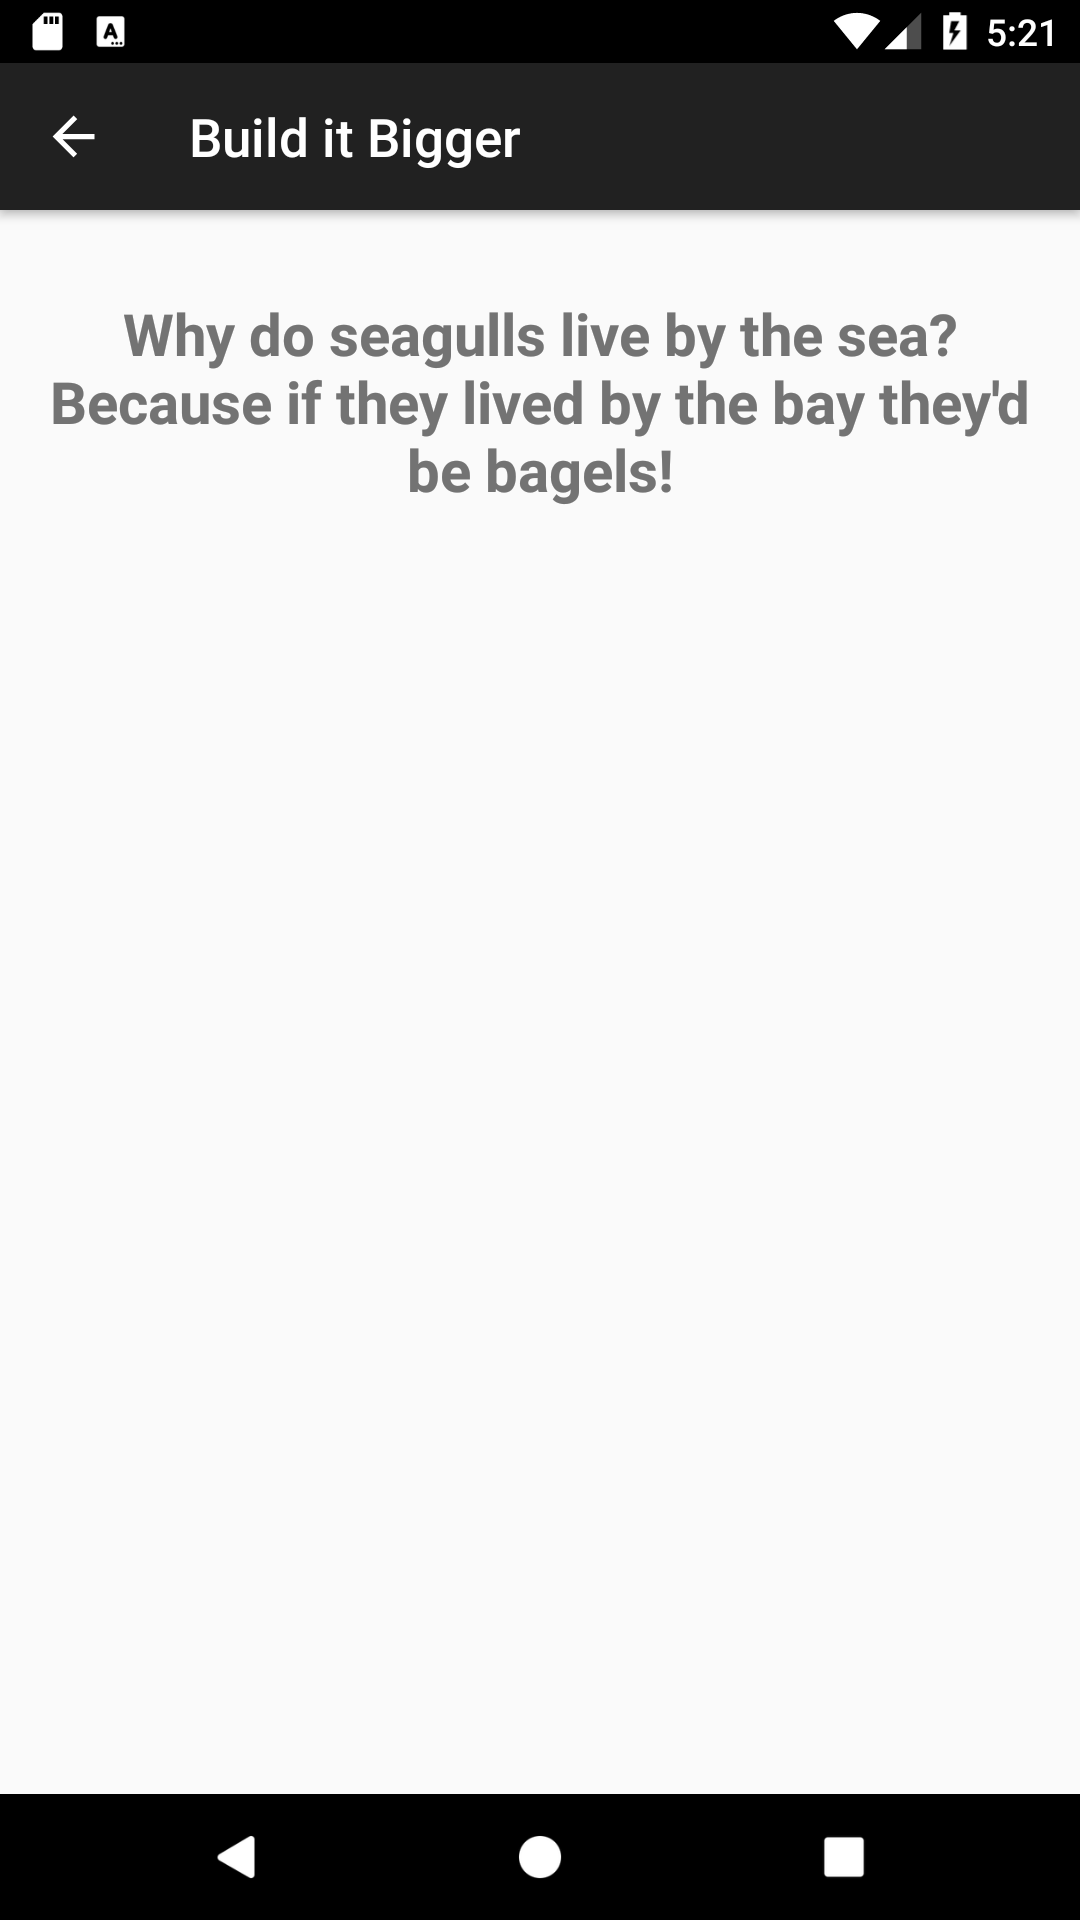 5:21
Build it Bigger
Why do seagulls live by the sea?
Because if they lived by the bay they'd
be bagels!